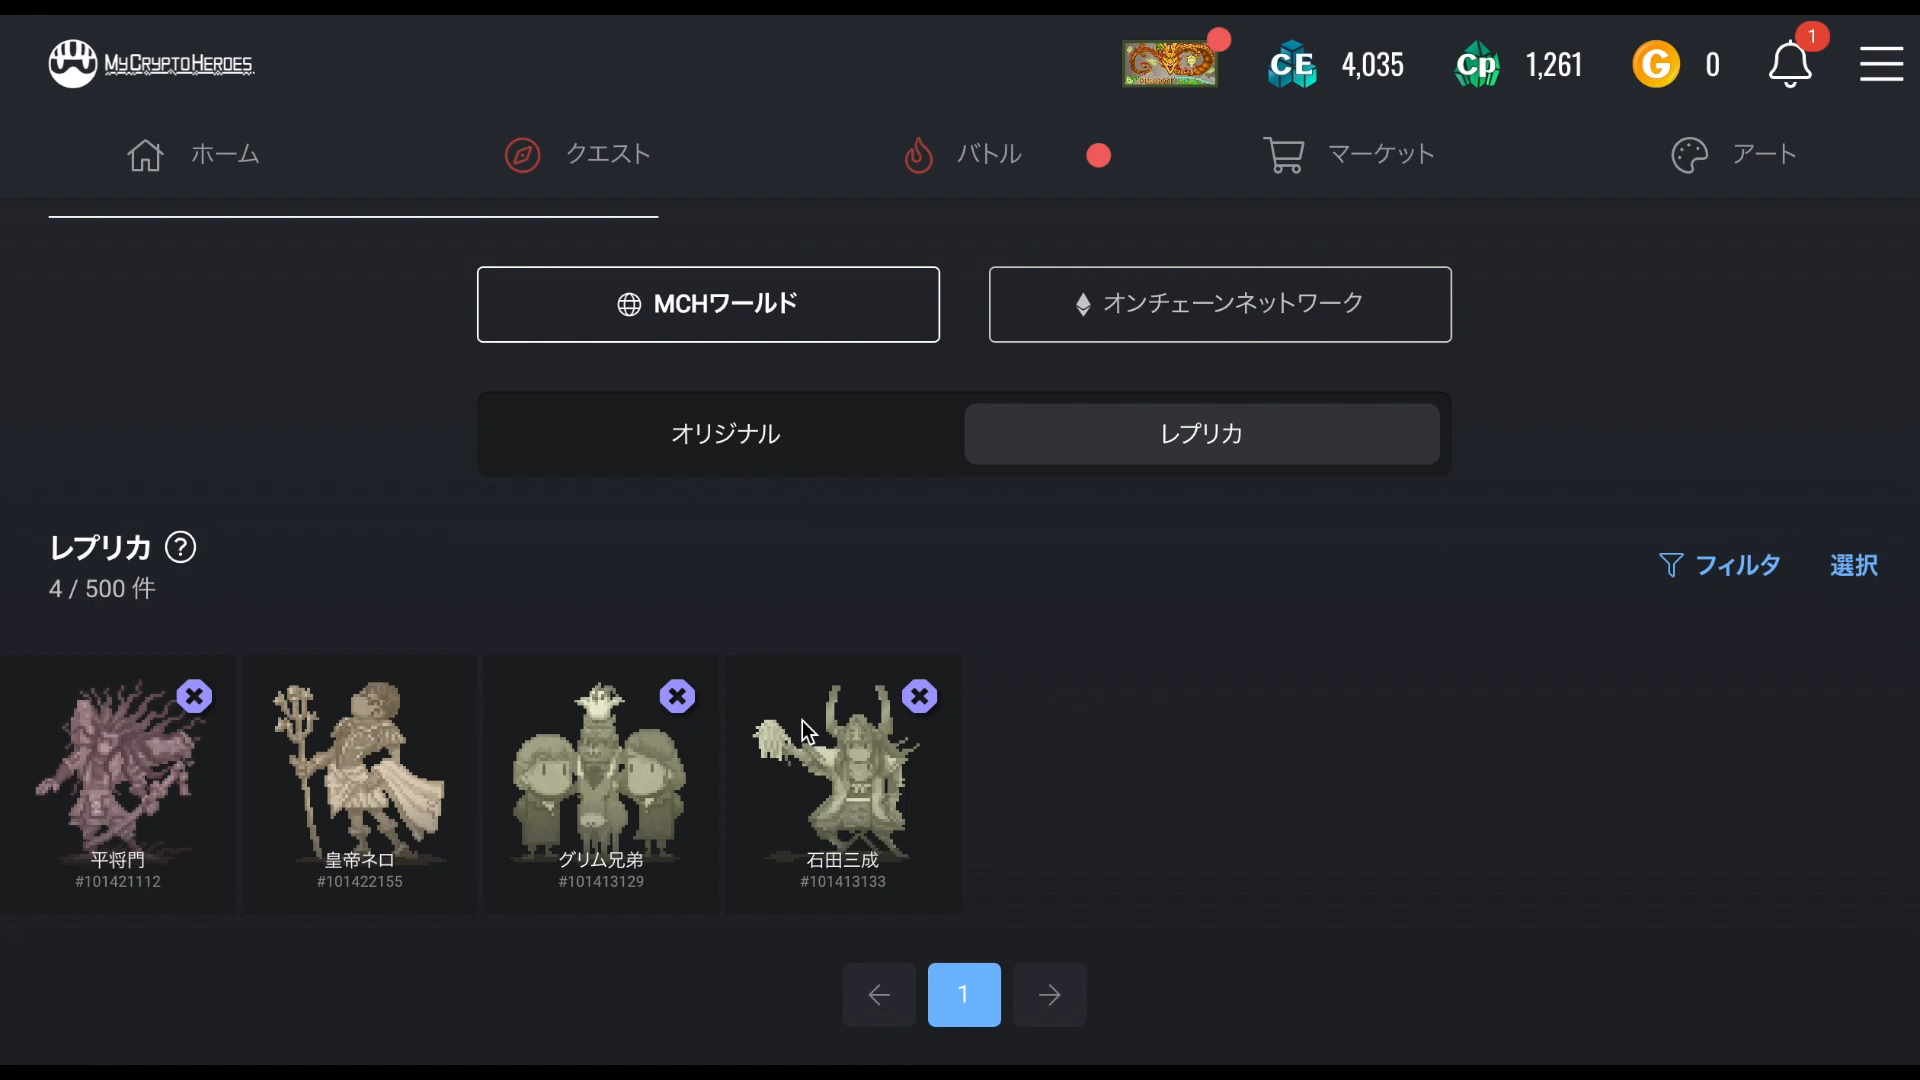 MyCryptoHeroes
CE 4,035
Cp 1,261
G 0
1
ホーム
クエスト
バトル
マーケット
アート
MCHワールド
オンチェーンネットワーク
オリジナル
レプリカ
レプリカ ?
4 / 500 件
フィルタ
選択
平将門
#101421112
皇帝ネロ
#101422155
グリム兄弟
#101413129
石田三成
#101413133
← 1 →